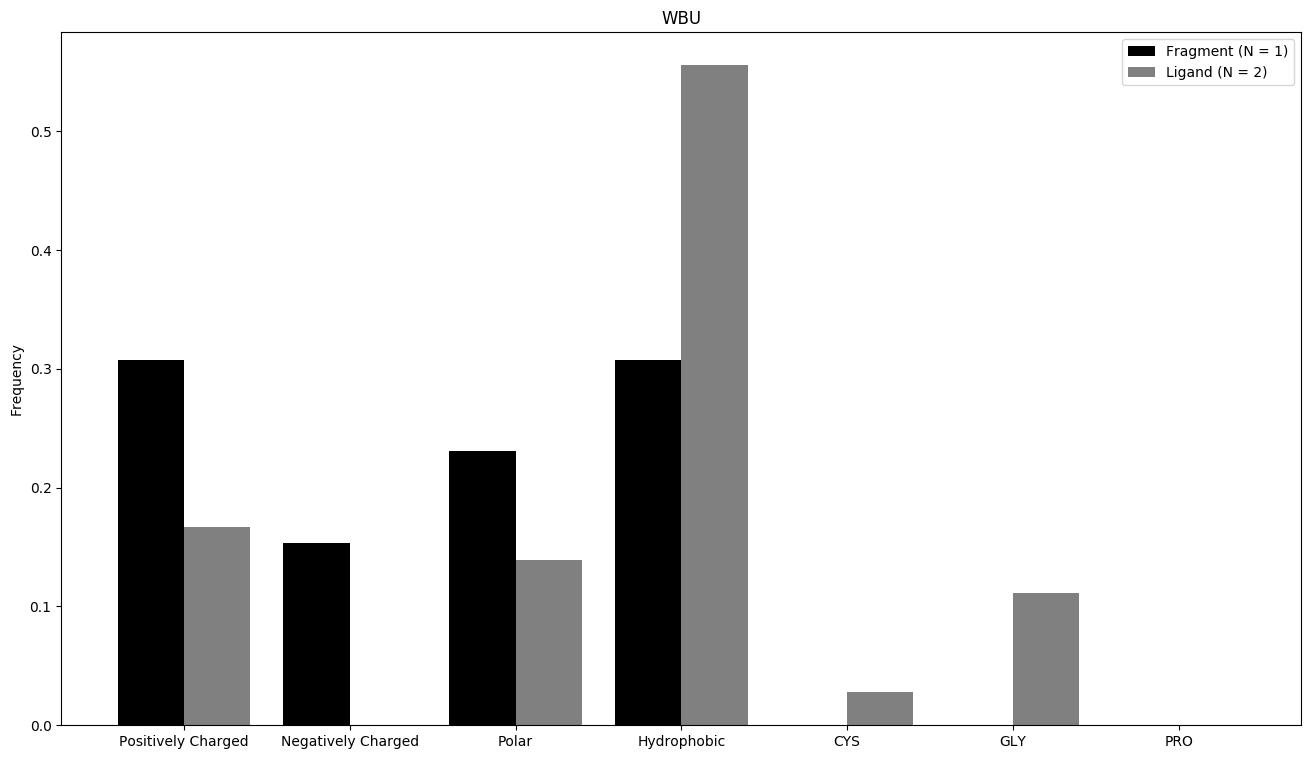 WBU
Fragment (N = 1)
Ligand (N = 2)
Frequency
0.5
0.4
0.3
0.2
0.1
0.0
Positively Charged Negatively Charged Polar Hydrophobic CYS GLY PRO